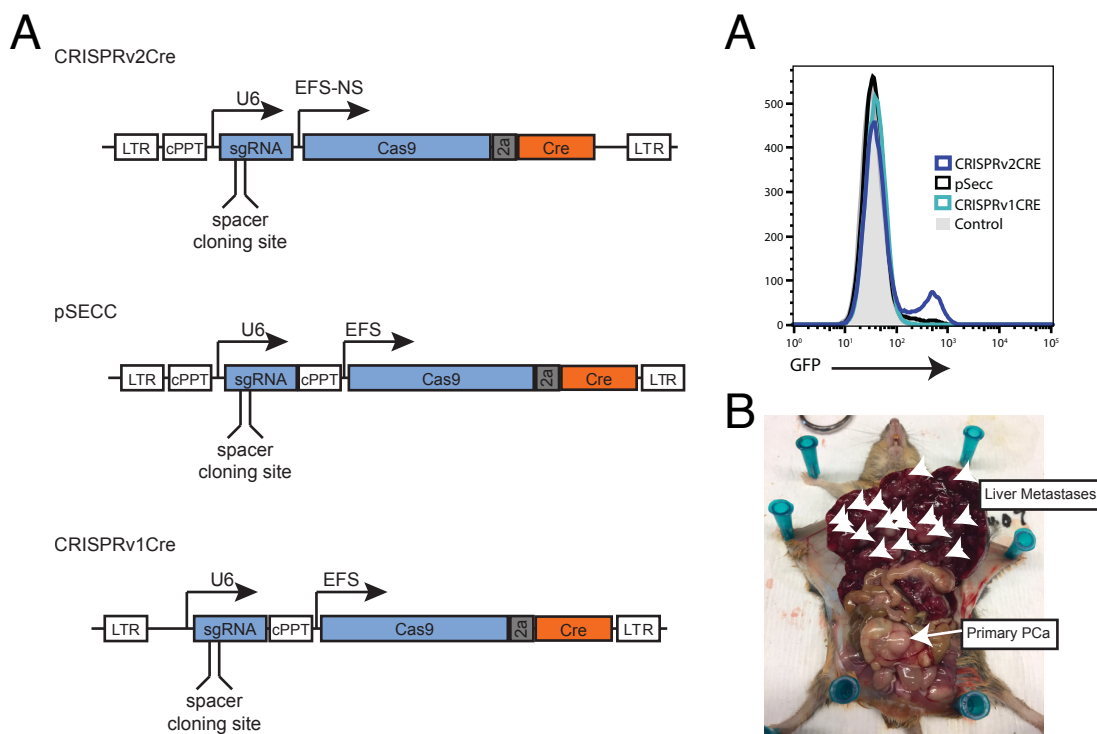 A
CRISPRv2Cre
U6
EFS-NS
LTR
cPPT
sgRNA
Cas9
2a
Cre
LTR
spacer
cloning site
pSECC
U6
EFS
LTR
cPPT
sgRNA
cPPT
Cas9
2a
Cre
LTR
spacer
cloning site
CRISPRv1Cre
U6
EFS
LTR
sgRNA
cPPT
Cas9
2a
Cre
LTR
spacer
cloning site
A
500
400
300
200
100
0
CRISPRv2CRE
pSecc
CRISPRv1CRE
Control
10⁰
10¹
10²
10³
10⁴
10⁵
GFP
B
Liver Metastases
Primary PCa